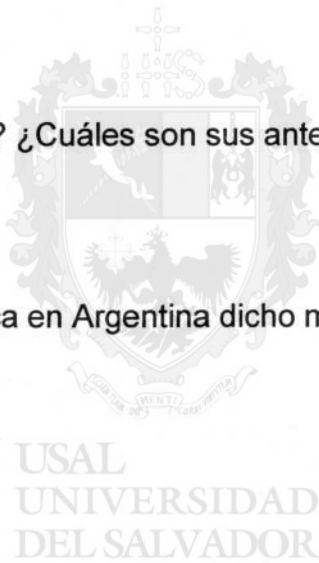 ? ¿Cuáles son sus ante
a en Argentina dicho m
USAL
UNIVERSIDAD
DEL SALVADOR